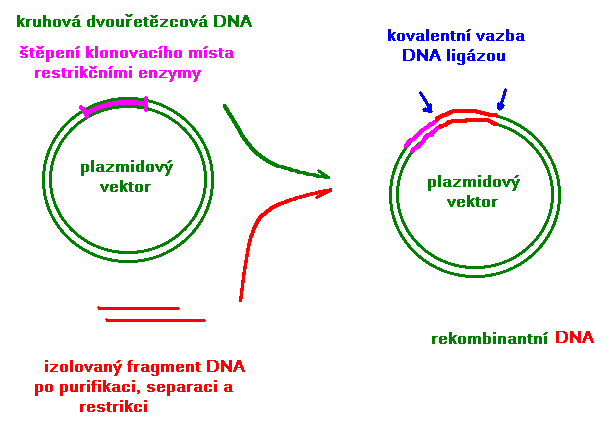 kruhová dvouřetězcová DNA
štěpení klonovacího místa
restrikčními enzymy
plazmidový
vektor
izolovaný fragment DNA
po purifikaci, separaci a
restrikci
kovalentní vazba
DNA ligázou
plazmidový
vektor
rekombinantní DNA